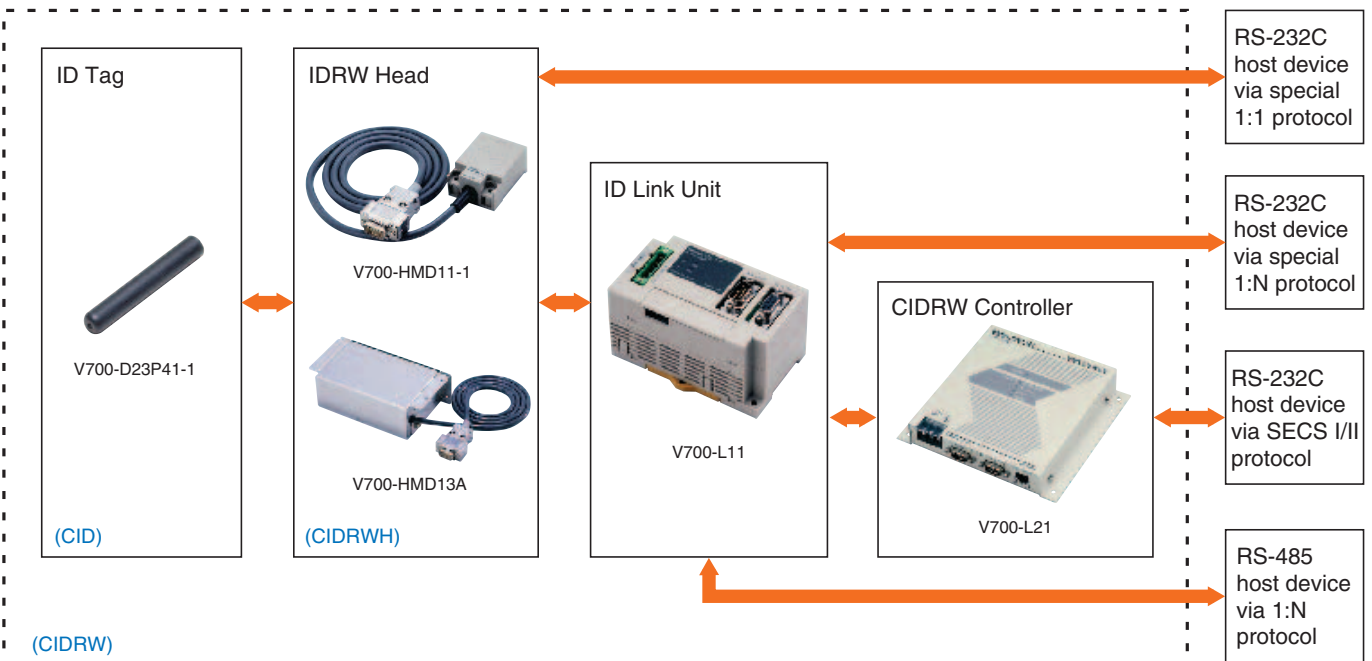 ID Tag
V700-D23P41-1
(CID)
IDRW Head
V700-HMD11-1
V700-HMD13A
(CIDRWH)
ID Link Unit
V700-L11
CIDRW Controller
V700-L21
(CIDRW)
RS-232C
host device
via special
1:1 protocol
RS-232C
host device
via special
1:N protocol
RS-232C
host device
via SECS I/II
protocol
RS-485
host device
via 1:N
protocol